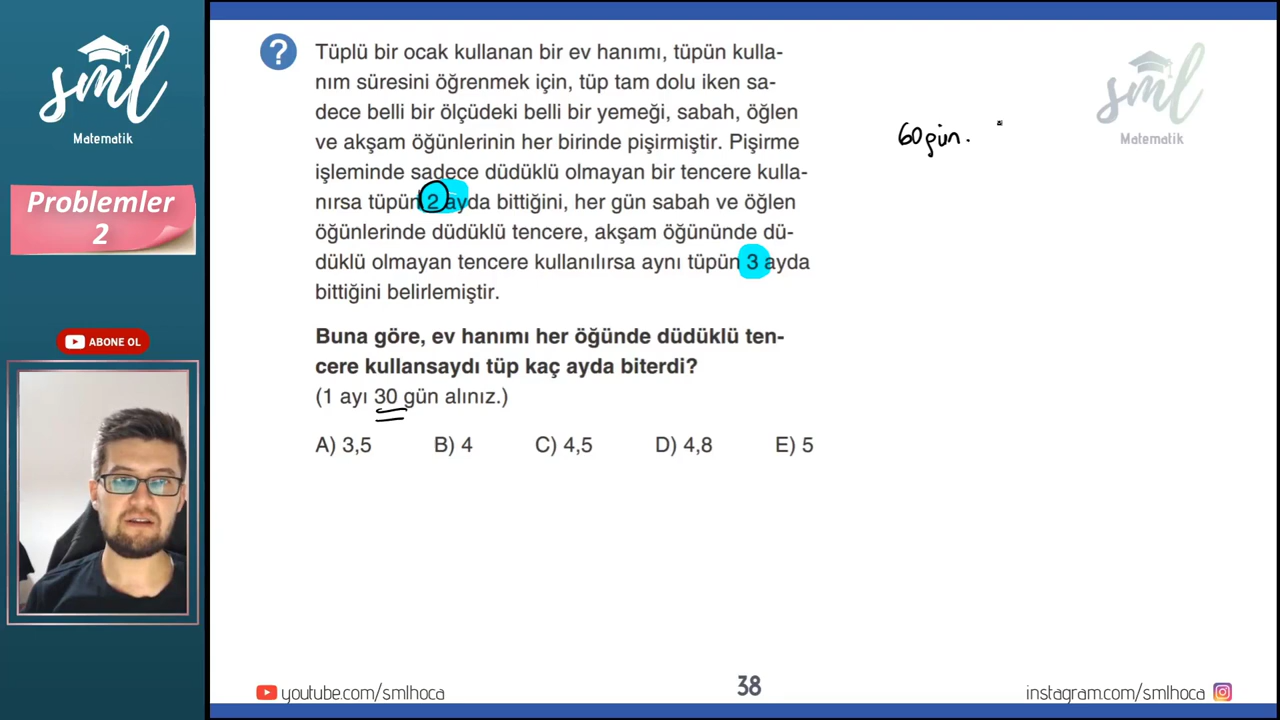 sml
Matematik
Problemler
2
ABONE OL
?
Tüplü bir ocak kullanan bir ev hanımı, tüpün kulla-
nım süresini öğrenmek için, tüp tam dolu iken sa-
dece belli bir ölçüdeki belli bir yemeği, sabah, öğlen
ve akşam öğünlerinin her birinde pişirmiştir. Pişirme
işleminde sadece düdüklü olmayan bir tencere kulla-
nırsa tüpün 2 ayda bittiğini, her gün sabah ve öğlen
öğünlerinde düdüklü tencere, akşam öğününde dü-
düklü olmayan tencere kullanılırsa aynı tüpün 3 ayda
bittiğini belirlemiştir.
Buna göre, ev hanımı her öğünde düdüklü ten-
cere kullansaydı tüp kaç ayda biterdi?
(1 ayı 30 gün alınız.)
A) 3,5 B) 4 C) 4,5 D) 4,8 E) 5
60 gün.
sml
Matematik
youtube.com/smlhoca
38
instagram.com/smlhoca